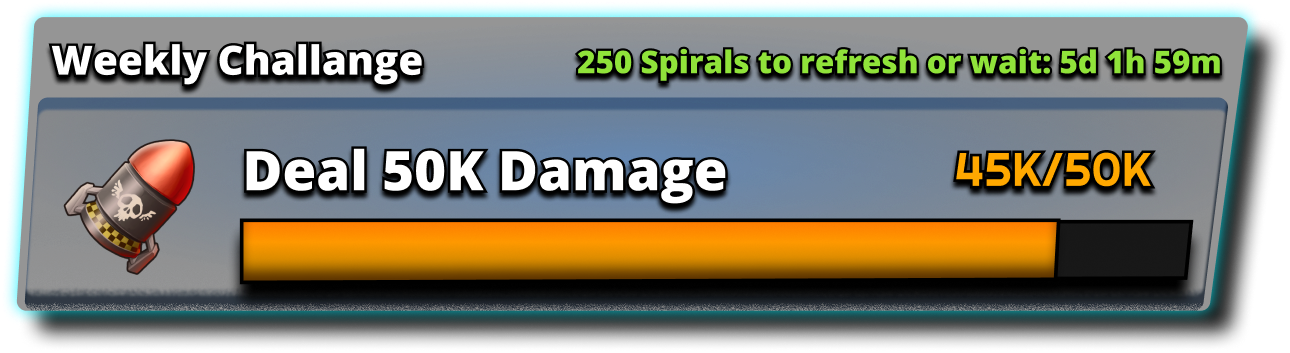 Weekly Challange
250 Spirals to refresh or wait: 5d 1h 59m
Deal 50K Damage
45K/50K